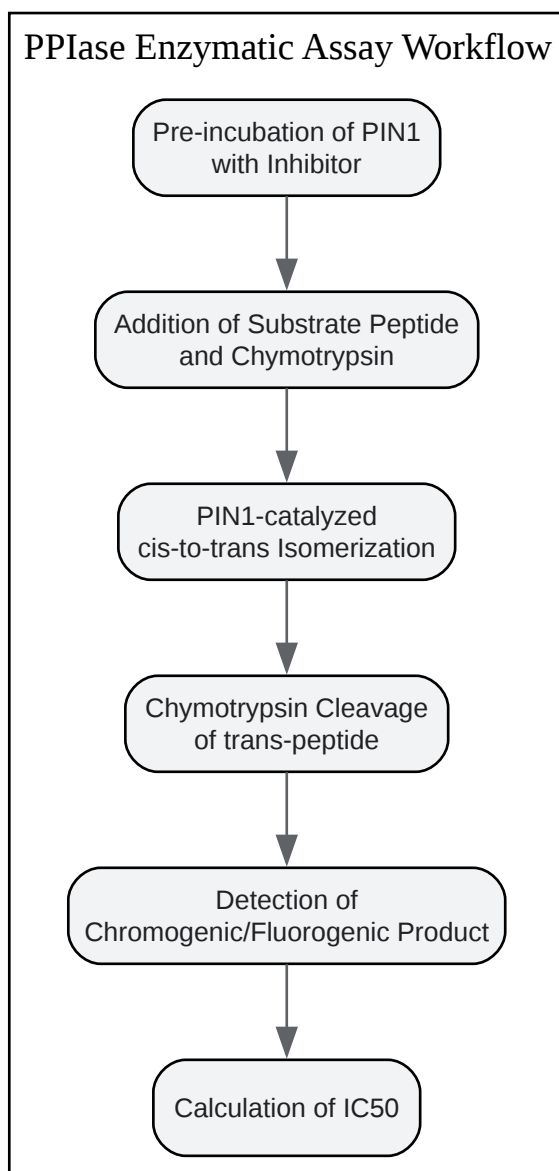 PPIase Enzymatic Assay Workflow
Pre-incubation of PIN1
with Inhibitor
Addition of Substrate Peptide
and Chymotrypsin
PIN1-catalyzed
cis-to-trans Isomerization
Chymotrypsin Cleavage
of trans-peptide
Detection of
Chromogenic/Fluorogenic Product
Calculation of IC50